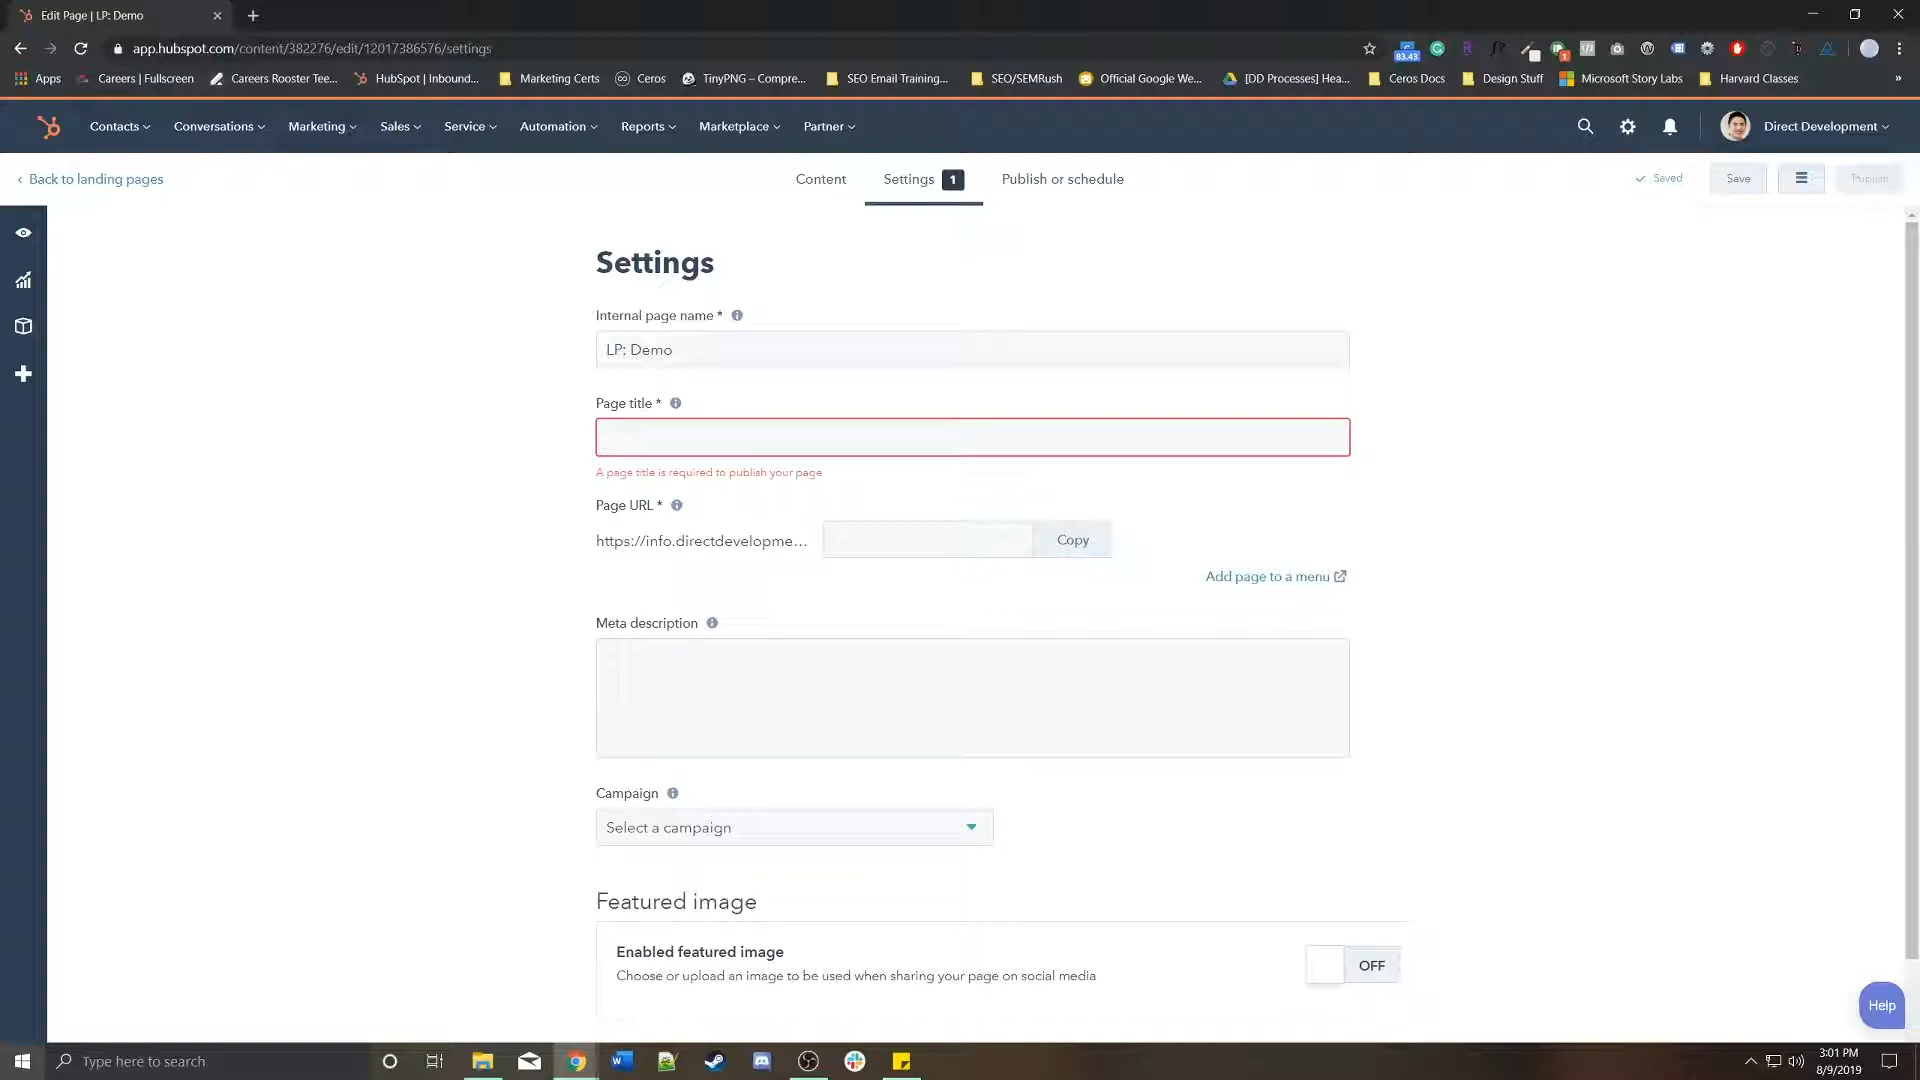 Edit Page | LP: Demo
app.hubspot.com/content/382276/edit/12017386576/settings
83.43
1
Apps
Careers | Fullscreen
Careers Rooster Tee...
HubSpot | Inbound...
Marketing Certs
Ceros
TinyPNG – Compre...
SEO Email Training...
SEO/SEMRush
Official Google We...
[DD Processes] Hea...
Ceros Docs
Design Stuff
Microsoft Story Labs
Harvard Classes
»
Contacts
Conversations
Marketing
Sales
Service
Automation
Reports
Marketplace
Partner
Direct Development
Back to landing pages
Content
Settings 1
Publish or schedule
Saved
Save
Publish
Settings
Internal page name *
LP: Demo
Page title *
A page title is required to publish your page
Page URL *
https://info.directdevelopme...
Copy
Add page to a menu
Meta description
Campaign
Select a campaign
Featured image
Enabled featured image
Choose or upload an image to be used when sharing your page on social media
OFF
Help
Type here to search
3:01 PM
8/9/2019